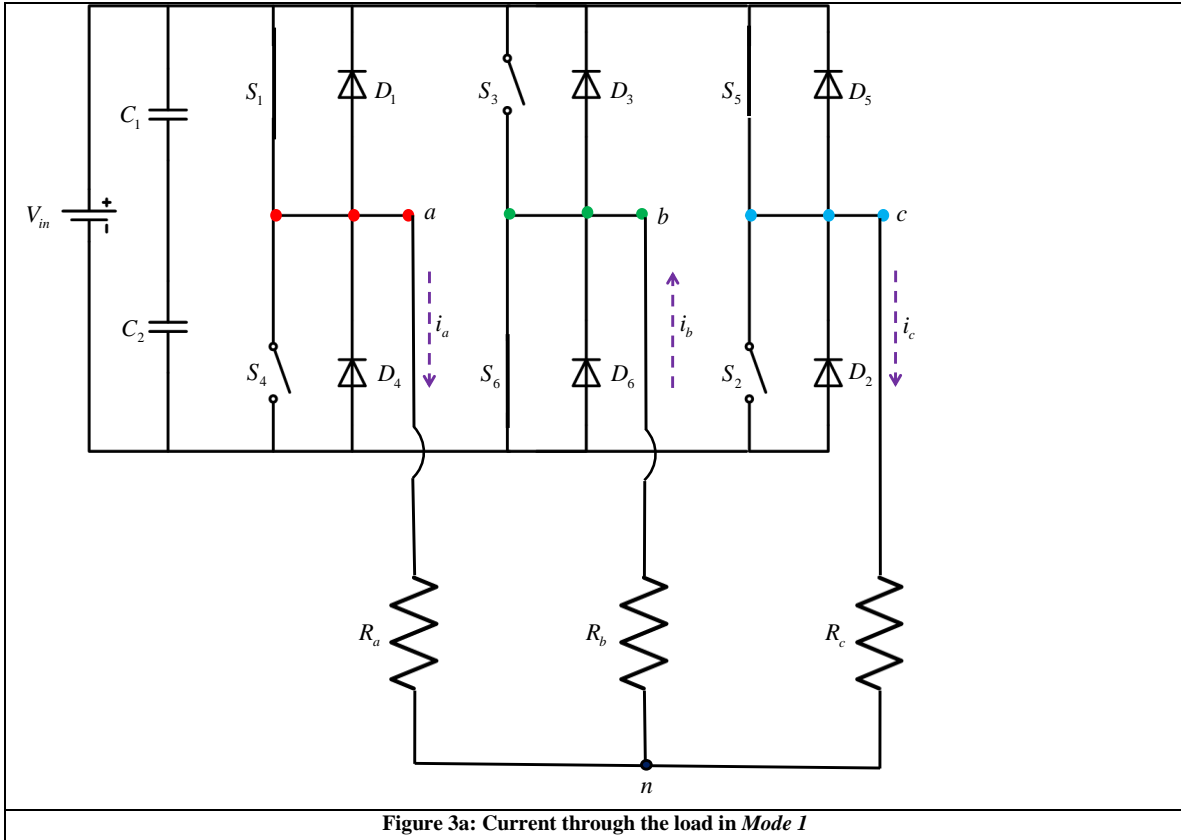 S1
D1
S3
D3
S5
D5
C1
Vin
+
-
a
b
c
C2
ia
ib
ic
S4
D4
S6
D6
S2
D2
Ra
Rb
Rc
n
Figure 3a: Current through the load in Mode 1